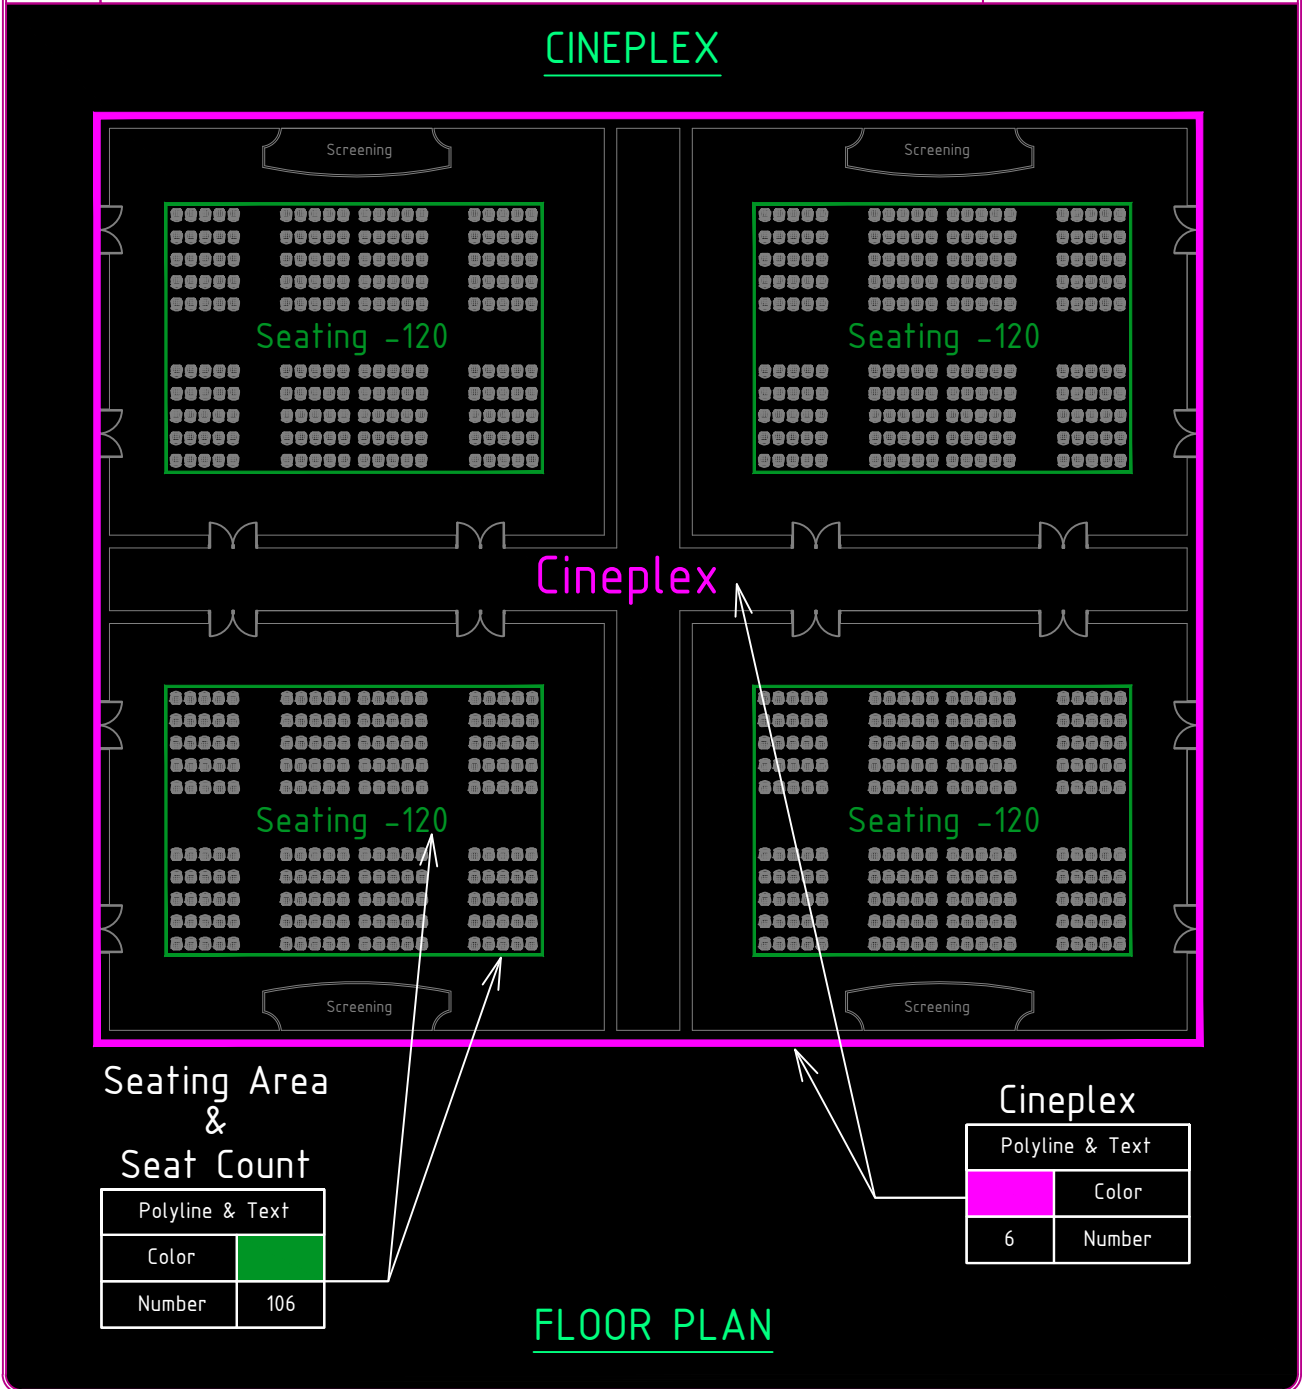 CINEPLEX
Screening
Screening
Seating -120
Seating -120
Cineplex
Seating -120
Seating -120
Screening
Screening
Seating Area
&
Seat Count
Polyline & Text
Color
Number 106
Cineplex
Polyline & Text
Color
6 Number
FLOOR PLAN